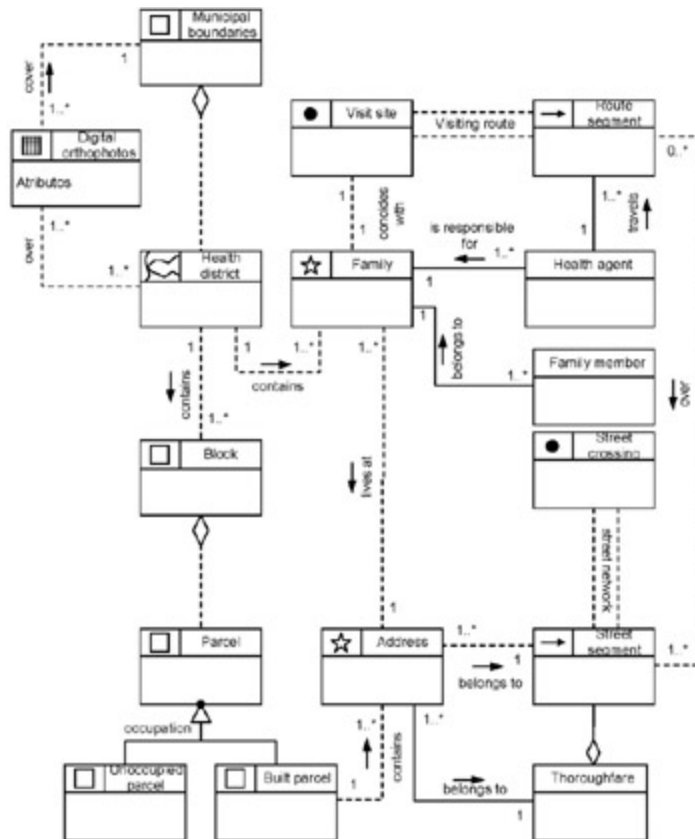 Municipal
boundaries
cover
1
1..*
Digital
orthophotos
Atributos
1..*
over
1..*
Health
district
1
contains
1..*
1
contains
1..*
Block
Parcel
occupation
Unoccupied
parcel
Built parcel
1
1..*
contains
Visit site
Visiting route
Route
segment
0..*
1
1
concides
with
1..*
travels
1
is responsible
for
1..*
1
Family
Health agent
1
belongs to
1..*
Family member
over
Street
crossing
street network
1..*
lives at
1
Address
1..*
belongs to
1
Street
segment
1..*
1..*
belongs to
1
Thoroughfare